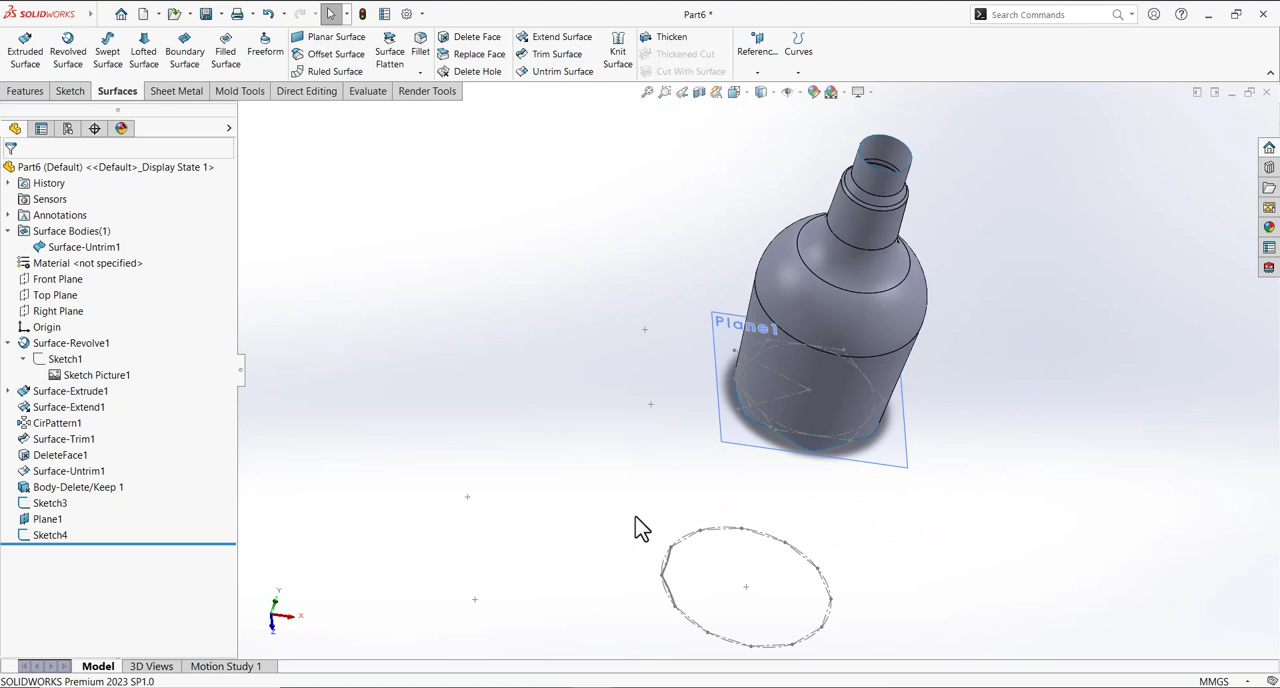 SOLIDWORKS
Part6 *
Search Commands
Extruded Surface
Revolved Surface
Swept Surface
Lofted Surface
Boundary Surface
Filled Surface
Freeform
Planar Surface
Offset Surface
Ruled Surface
Surface Flatten
Fillet
Delete Face
Replace Face
Delete Hole
Extend Surface
Trim Surface
Untrim Surface
Knit Surface
Thicken
Thickened Cut
Cut With Surface
Referenc...
Curves
Features
Sketch
Surfaces
Sheet Metal
Mold Tools
Direct Editing
Evaluate
Render Tools
Part6 (Default) <<Default>_Display State 1>
History
Sensors
Annotations
Surface Bodies(1)
Surface-Untrim1
Material <not specified>
Front Plane
Top Plane
Right Plane
Origin
Surface-Revolve1
Sketch1
Sketch Picture1
Surface-Extrude1
Surface-Extend1
CirPattern1
Surface-Trim1
DeleteFace1
Surface-Untrim1
Body-Delete/Keep 1
Sketch3
Plane1
Sketch4
Plane1
Y
X
Z
Model
3D Views
Motion Study 1
SOLIDWORKS Premium 2023 SP1.0
MMGS